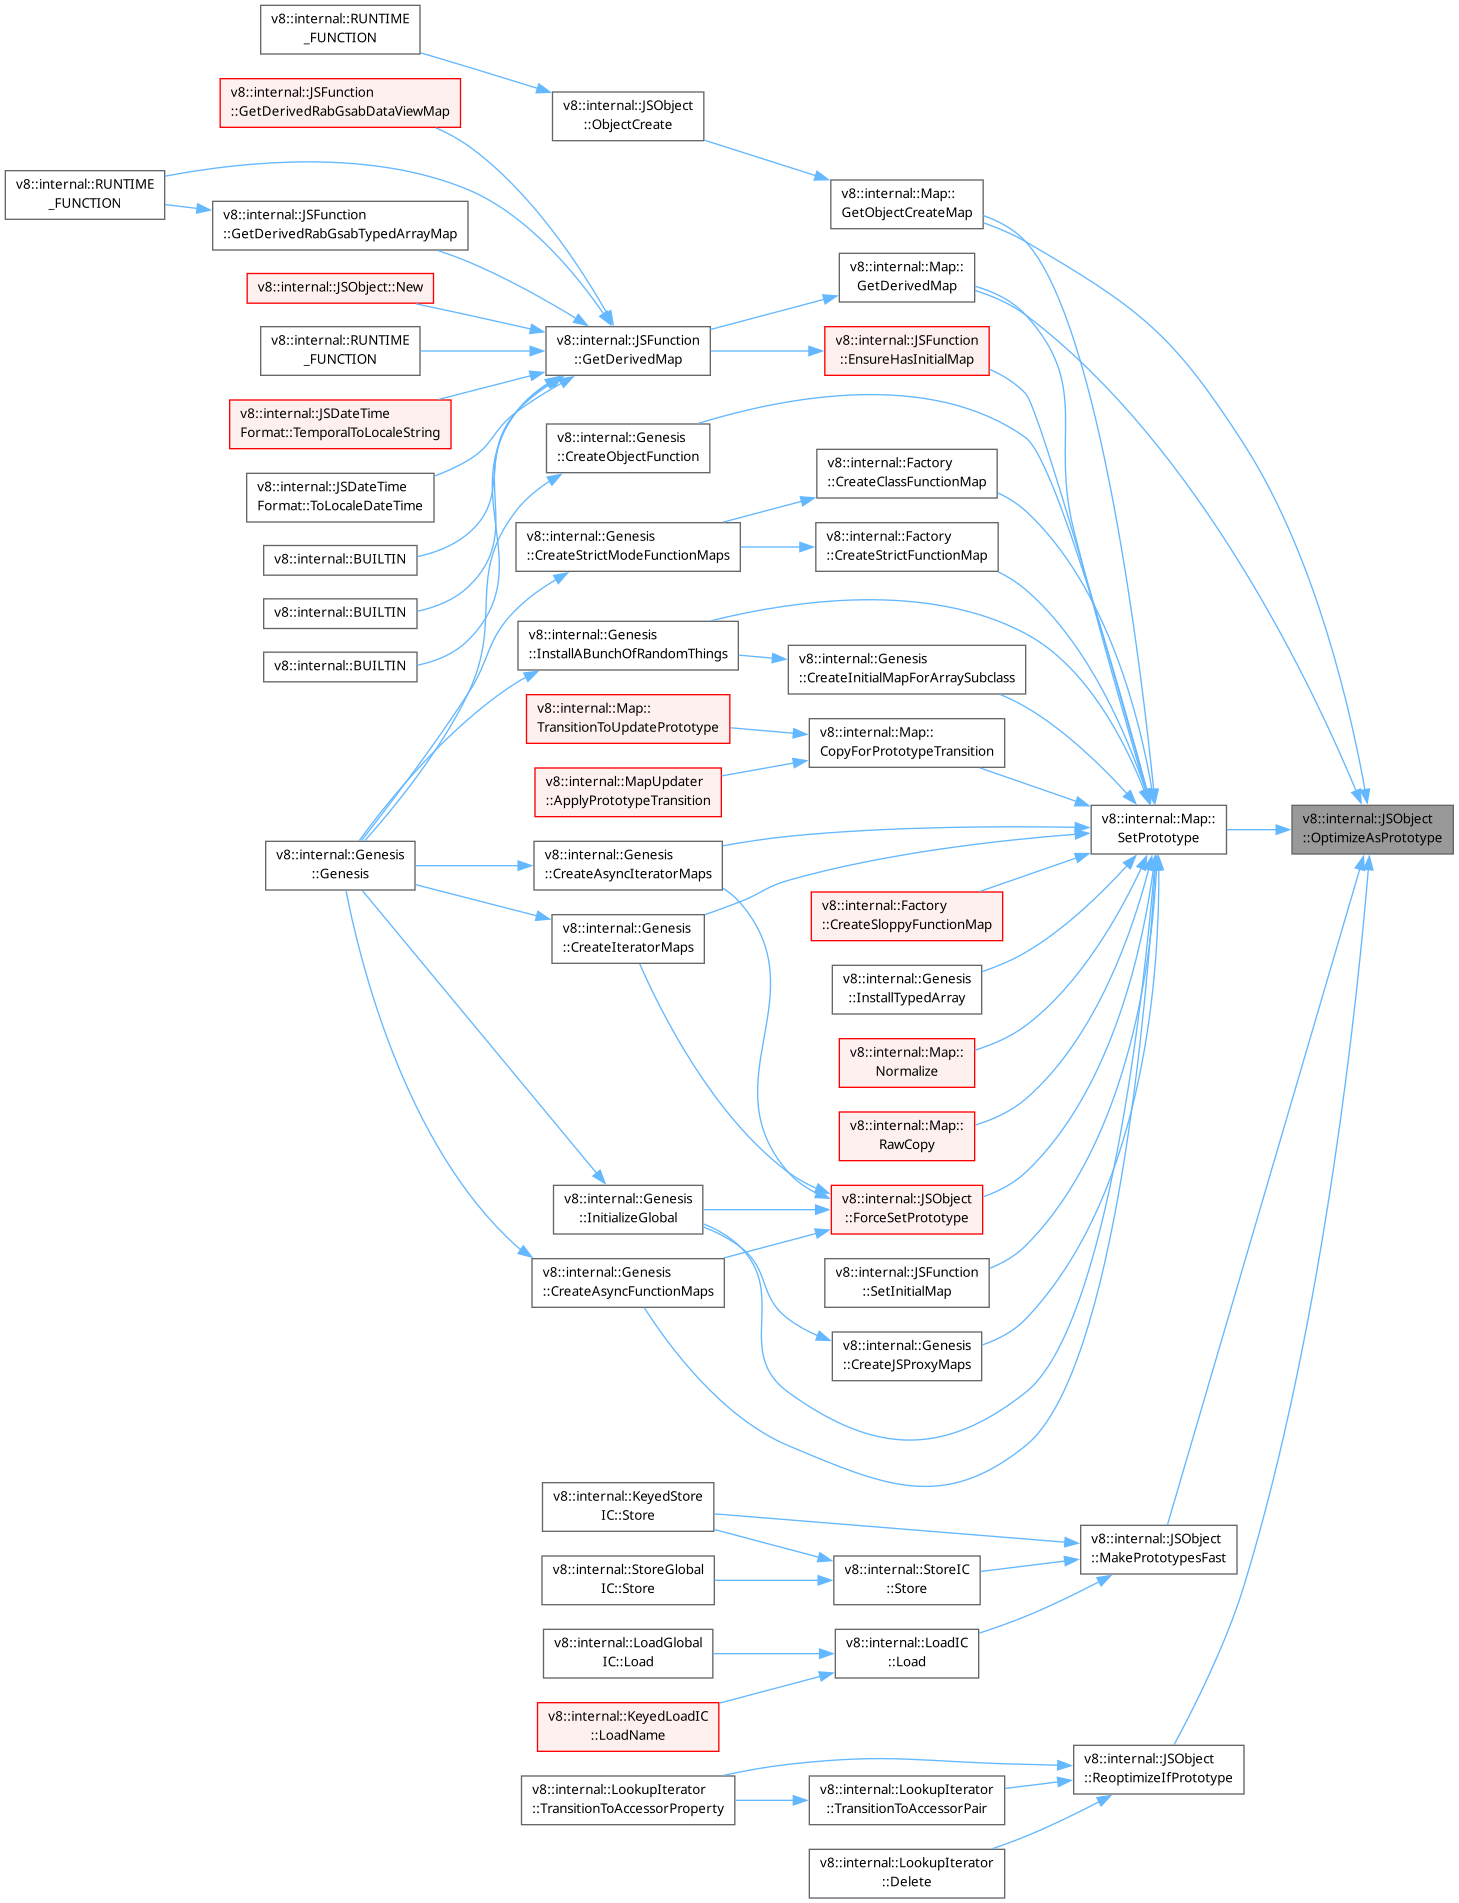 v8::internal::RUNTIME
_FUNCTION
v8::internal::JSFunction
::GetDerivedRabGsabDataViewMap
v8::internal::JSObject
::ObjectCreate
v8::internal::RUNTIME
_FUNCTION
v8::internal::JSFunction
::GetDerivedRabGsabTypedArrayMap
v8::internal::Map::
GetObjectCreateMap
v8::internal::JSObject::New
v8::internal::Map::
GetDerivedMap
v8::internal::RUNTIME
_FUNCTION
v8::internal::JSFunction
::GetDerivedMap
v8::internal::JSFunction
::EnsureHasInitialMap
v8::internal::JSDateTime
Format::TemporalToLocaleString
v8::internal::Genesis
::CreateObjectFunction
v8::internal::Factory
::CreateClassFunctionMap
v8::internal::JSDateTime
Format::ToLocaleDateTime
v8::internal::Genesis
::CreateStrictModeFunctionMaps
v8::internal::Factory
::CreateStrictFunctionMap
v8::internal::BUILTIN
v8::internal::BUILTIN
v8::internal::BUILTIN
v8::internal::Genesis
::InstallABunchOfRandomThings
v8::internal::Genesis
::CreateInitialMapForArraySubclass
v8::internal::Map::
TransitionToUpdatePrototype
v8::internal::Map::
CopyForPrototypeTransition
v8::internal::MapUpdater
::ApplyPrototypeTransition
v8::internal::Map::
SetPrototype
v8::internal::JSObject
::OptimizeAsPrototype
v8::internal::Genesis
::Genesis
v8::internal::Genesis
::CreateAsyncIteratorMaps
v8::internal::Factory
::CreateSloppyFunctionMap
v8::internal::Genesis
::CreateIteratorMaps
v8::internal::Genesis
::InstallTypedArray
v8::internal::Map::
Normalize
v8::internal::Map::
RawCopy
v8::internal::Genesis
::InitializeGlobal
v8::internal::JSObject
::ForceSetPrototype
v8::internal::Genesis
::CreateAsyncFunctionMaps
v8::internal::JSFunction
::SetInitialMap
v8::internal::Genesis
::CreateJSProxyMaps
v8::internal::KeyedStore
IC::Store
v8::internal::JSObject
::MakePrototypesFast
v8::internal::StoreGlobal
IC::Store
v8::internal::StoreIC
::Store
v8::internal::LoadGlobal
IC::Load
v8::internal::LoadIC
::Load
v8::internal::KeyedLoadIC
::LoadName
v8::internal::JSObject
::ReoptimizeIfPrototype
v8::internal::LookupIterator
::TransitionToAccessorProperty
v8::internal::LookupIterator
::TransitionToAccessorPair
v8::internal::LookupIterator
::Delete